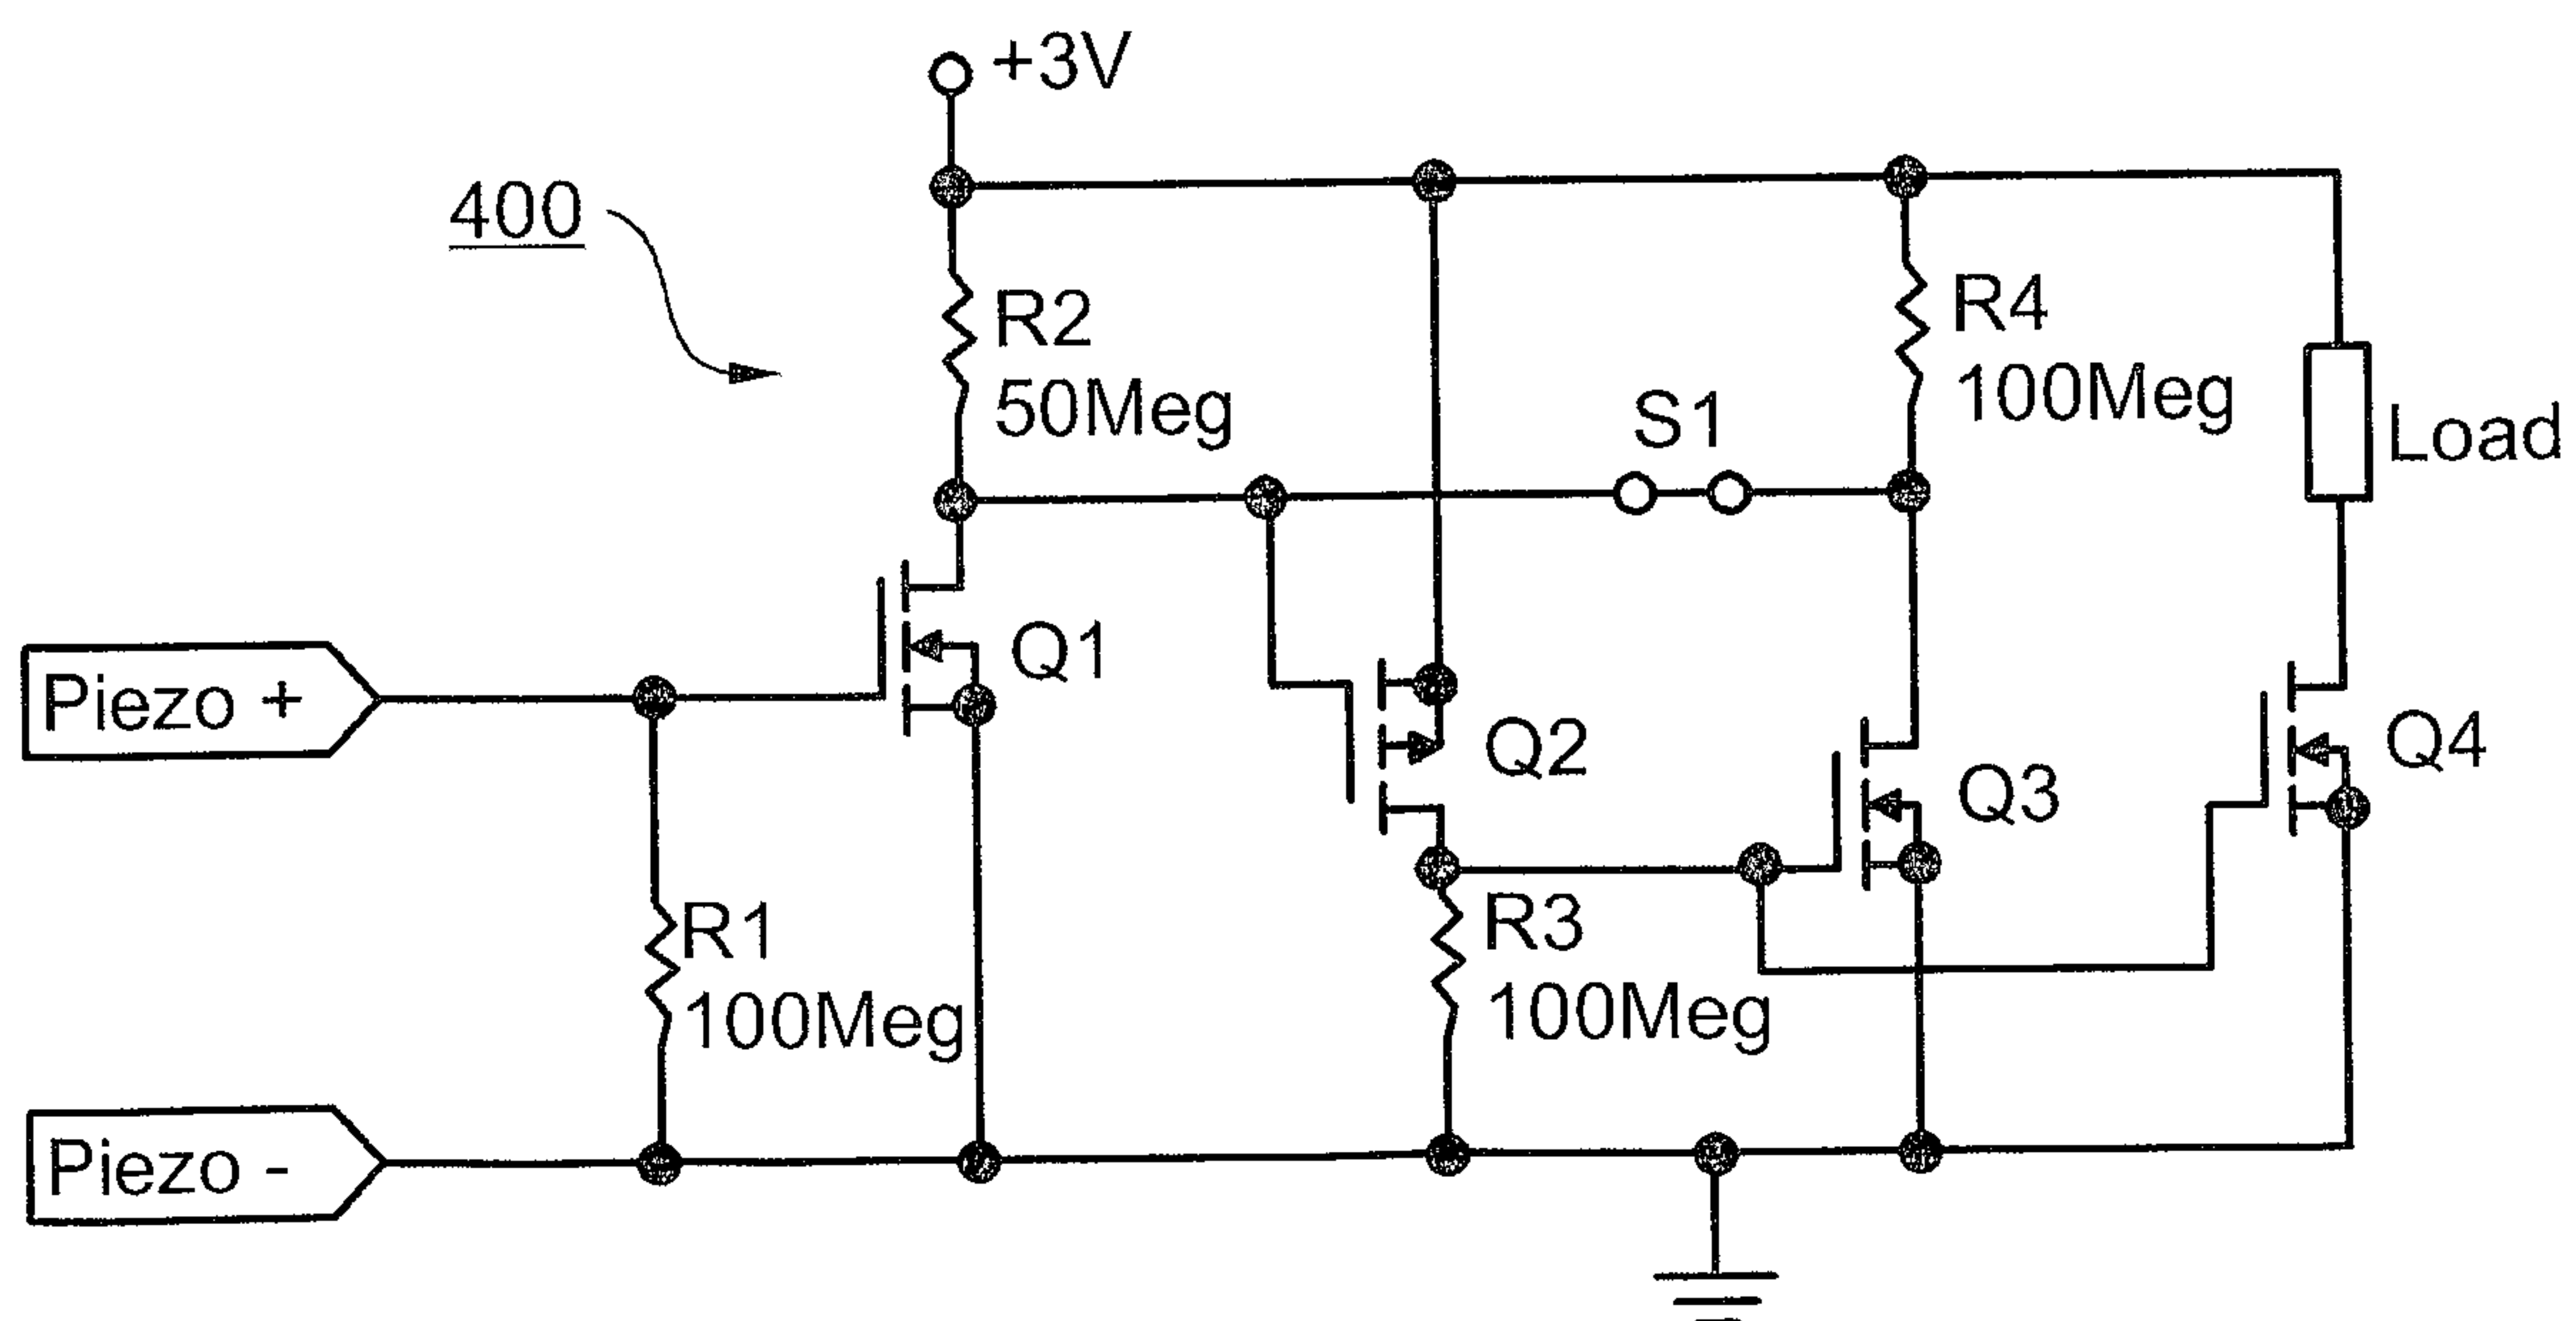 +3V
400
R2
50Meg
R4
100Meg
S1
Load
Piezo +
Q1
Q2
Q3
Q4
R1
100Meg
R3
100Meg
Piezo -